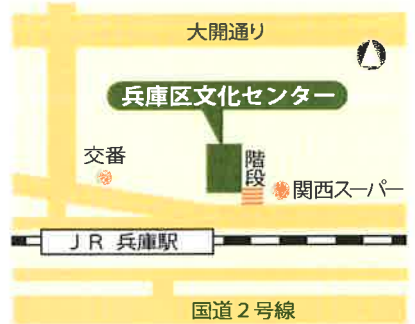 大開通り
兵庫区文化センター
交番
階段
関西スーパー
JR 兵庫駅
国道2号線